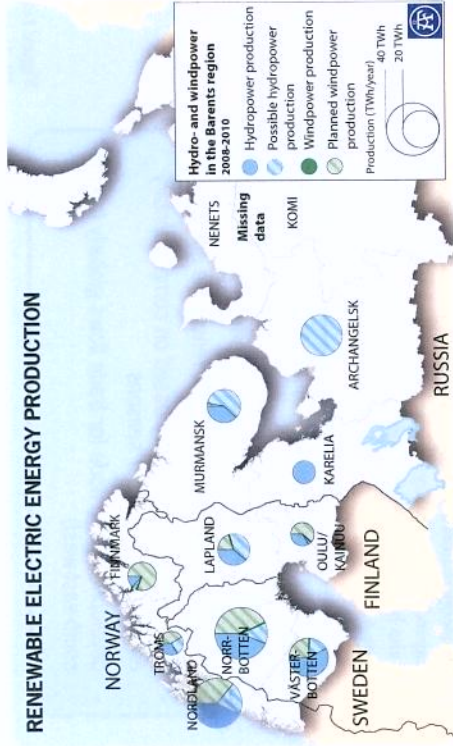 RENEWABLE ELECTRIC ENERGY PRODUCTION
Hydro- and windpower
in the Barents region
2008-2010
Hydropower production
Possible hydropower
production
Windpower production
Planned windpower
production
Production (TWh/year)
40 TWh
20 TWh
NORWAY
FINNMARK
TROMS
NORDLAND
MURMANSK
NENETS
Missing
data
KOMI
LAPLAND
NORR-
BOTTEN
VÄSTER-
BOTTEN
OULU/
KAINUU
KARELIA
ARCHANGELSK
SWEDEN
FINLAND
RUSSIA